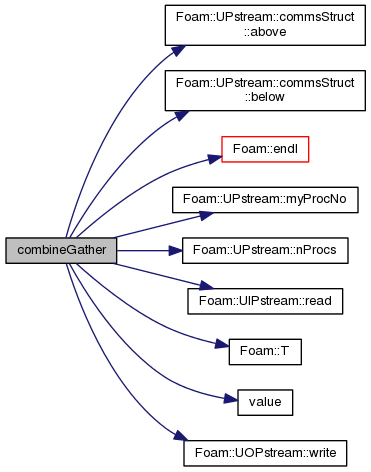 Foam::UPstream::commsStruct
::above
Foam::UPstream::commsStruct
::below
Foam::endl
Foam::UPstream::myProcNo
combineGather
Foam::UPstream::nProcs
Foam::UIPstream::read
Foam::T
value
Foam::UOPstream::write